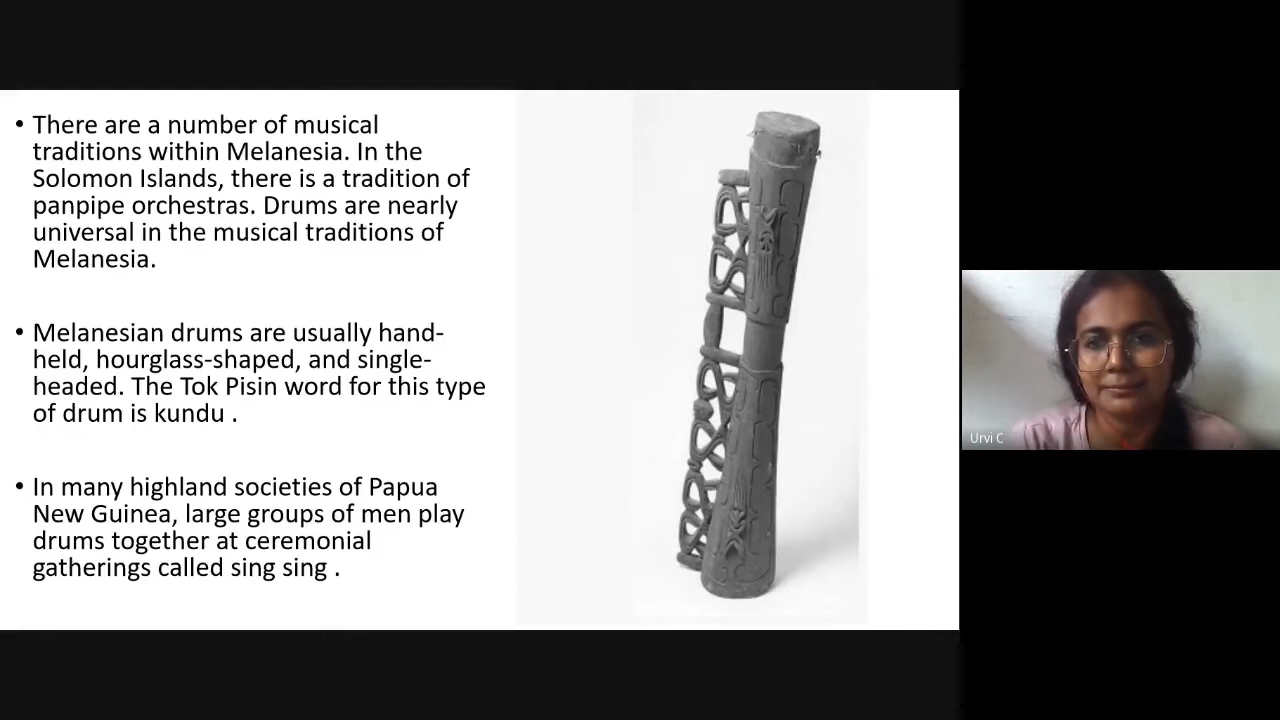 • There are a number of musical
traditions within Melanesia. In the
Solomon Islands, there is a tradition of
panpipe orchestras. Drums are nearly
universal in the musical traditions of
Melanesia.
• Melanesian drums are usually hand-
held, hourglass-shaped, and single-
headed. The Tok Pisin word for this type
of drum is kundu .
• In many highland societies of Papua
New Guinea, large groups of men play
drums together at ceremonial
gatherings called sing sing .
Urvi C